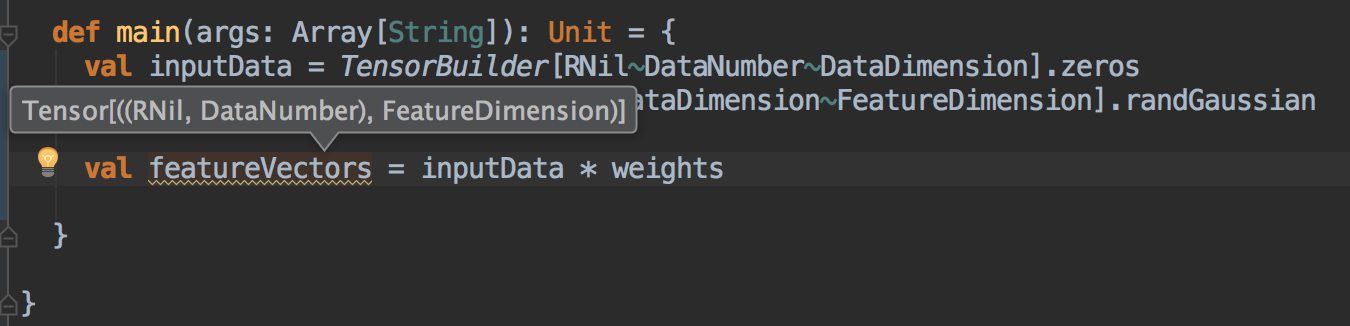 def main(args: Array[String]): Unit = {
val inputData = TensorBuilder[RNil~DataNumber~DataDimension].zeros
Tensor[((RNil, DataNumber), FeatureDimension)]
ataDimension~FeatureDimension].randGaussian
val featureVectors = inputData * weights
}
}